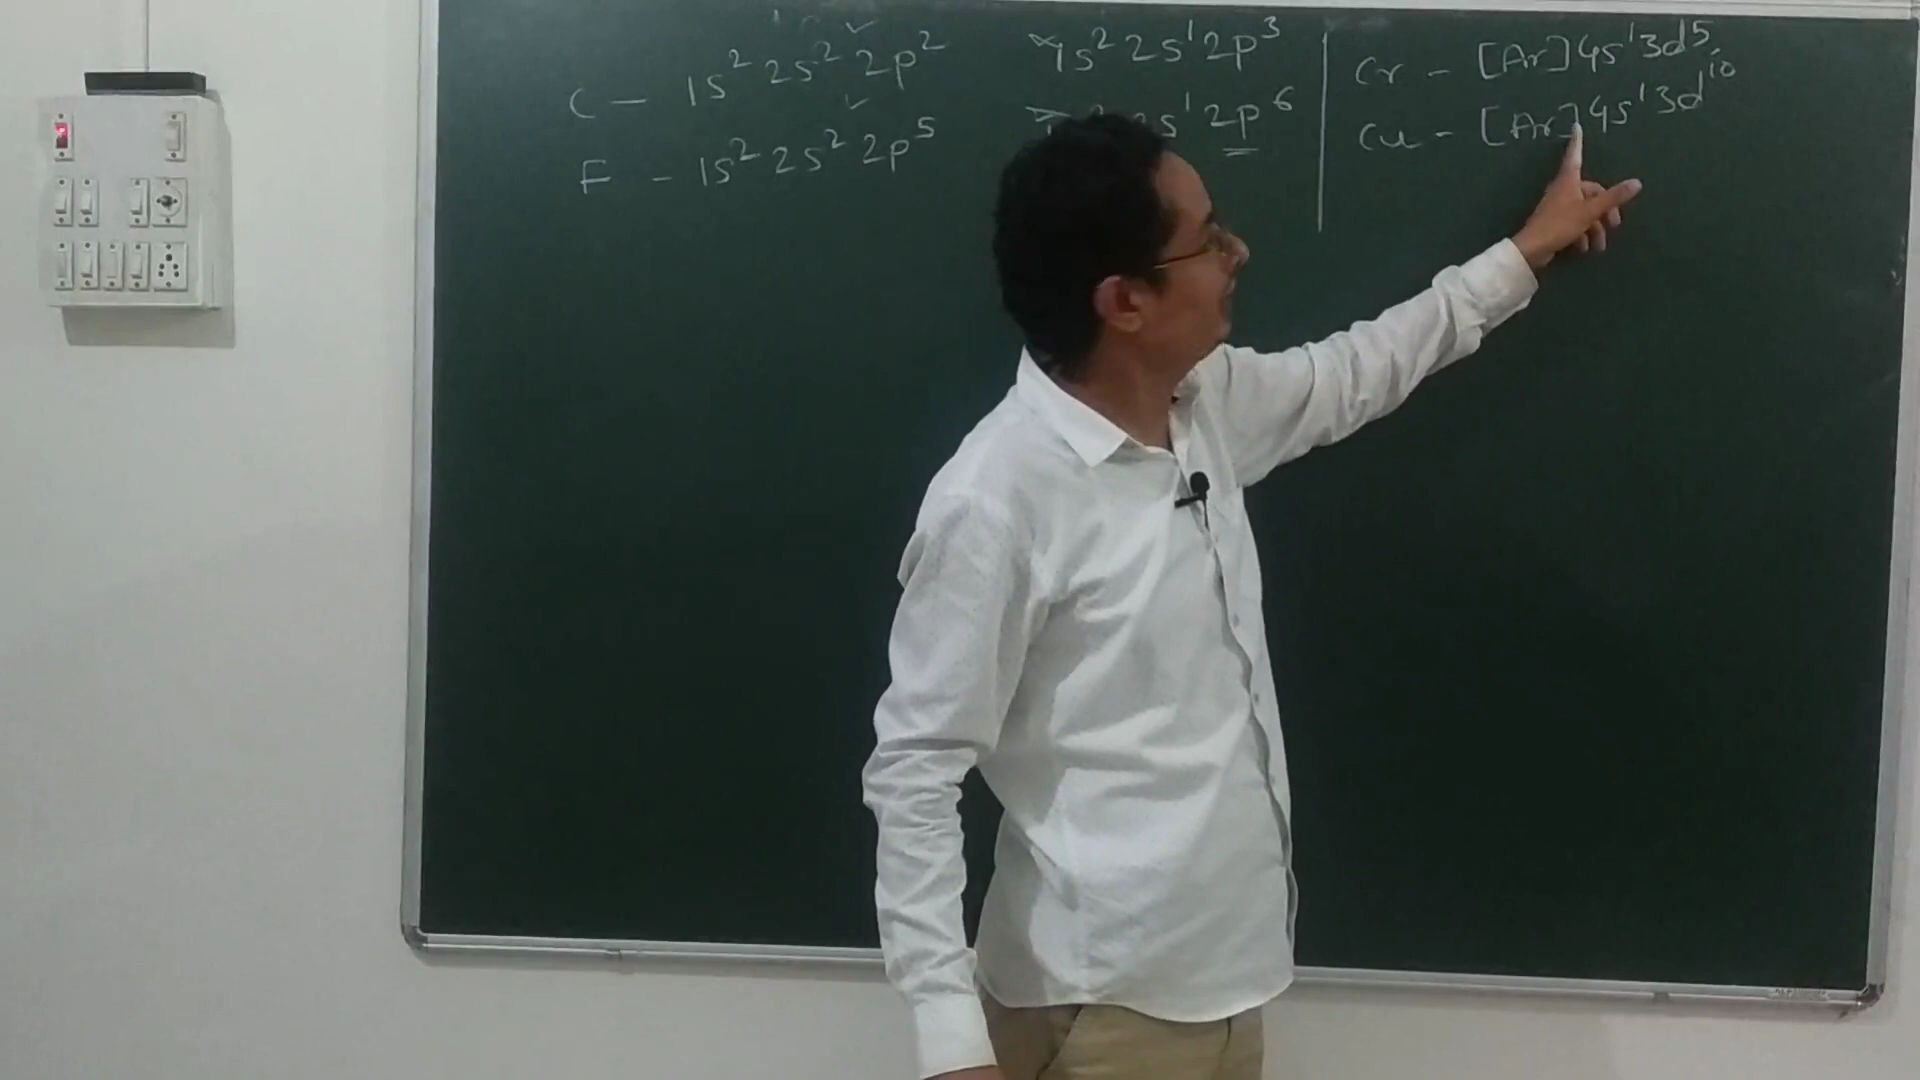 C – 1s² 2s² 2p² 1s² 2s¹ 2p³
F – 1s² 2s² 2p⁵ 2s¹ 2p⁶
Cr – [Ar] 4s¹ 3d⁵
Cu – [Ar] 4s¹ 3d¹⁰